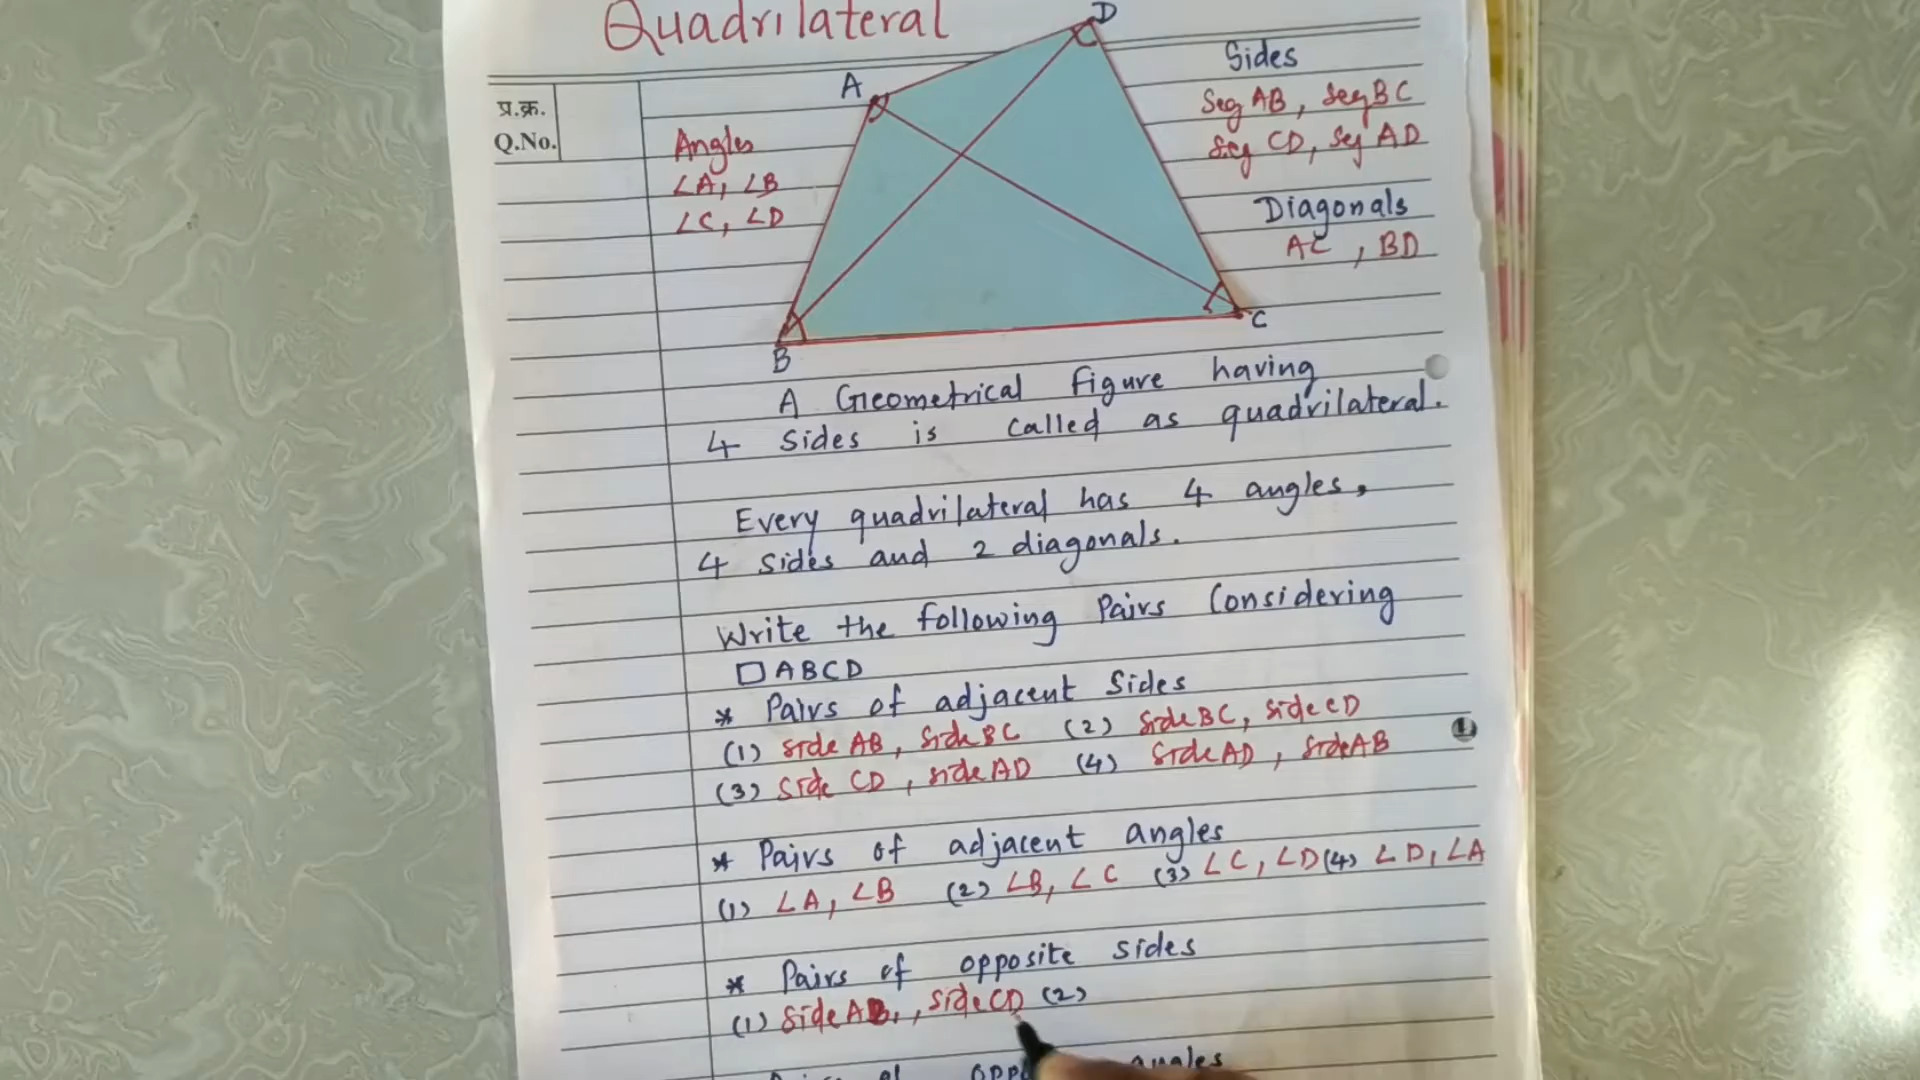 Quadrilateral
D
A
Sides
Seg AB, seg BC
Seg CD, seg AD
प्र.क्र.
Q.No.
Angles
∠A, ∠B
∠C, ∠D
Diagonals
AC, BD
C
B
A Geometrical figure having
4 sides is called as quadrilateral.
Every quadrilateral has 4 angles,
4 sides and 2 diagonals.
Write the following Pairs Considering
□ABCD
* Pairs of adjacent Sides
(1) side AB, side BC (2) side BC, side CD
(3) Side CD, side AD (4) Side AD, side AB
* Pairs of adjacent angles
(1) ∠A, ∠B (2) ∠B, ∠C (3) ∠C, ∠D (4) ∠D, ∠A
* Pairs of opposite sides
(1) side AB, side CD (2)
angles